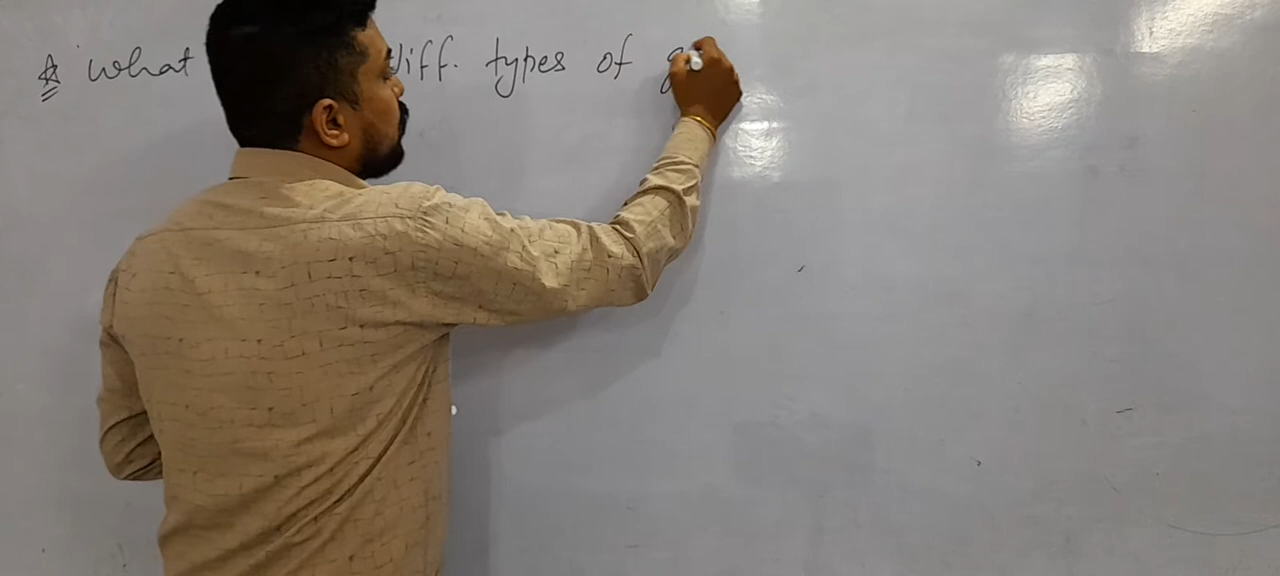 * what diff. types of g